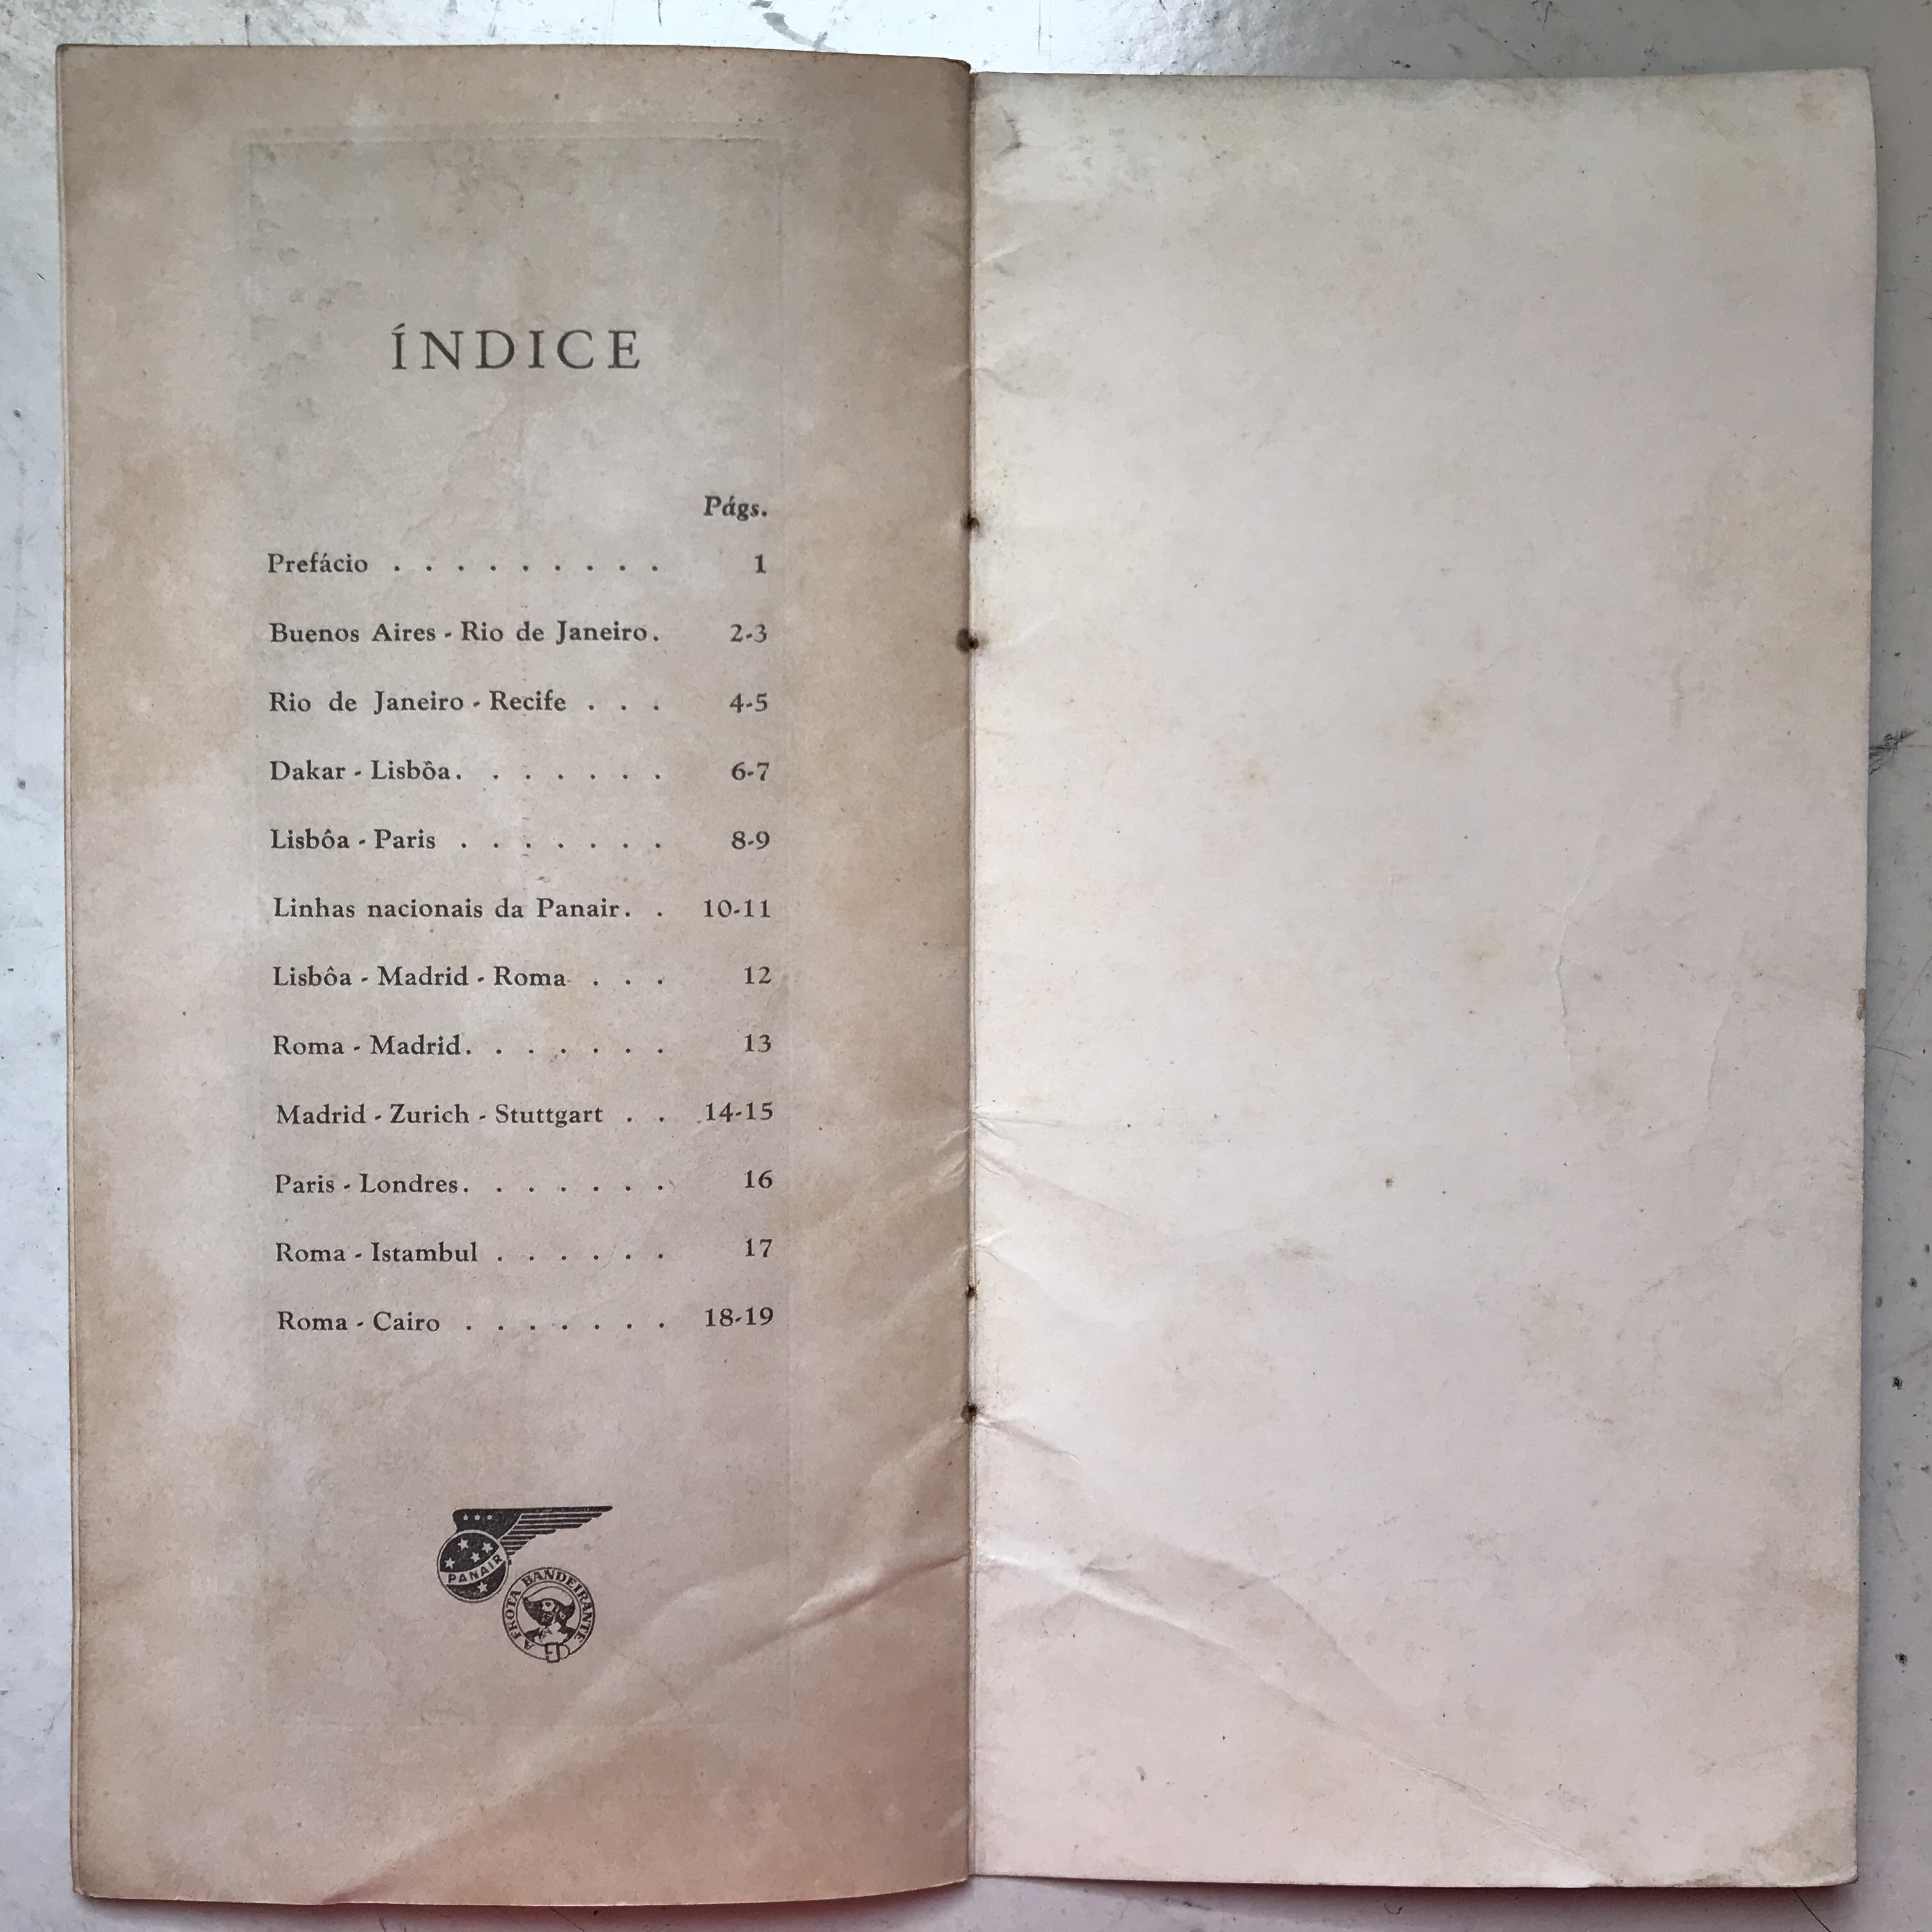 ÍNDICE
Págs.
Prefácio . . . . . . . . . 1
Buenos Aires - Rio de Janeiro. 2-3
Rio de Janeiro - Recife . . . 4-5
Dakar - Lisbôa. . . . . . . 6-7
Lisbôa - Paris . . . . . . . 8-9
Linhas nacionais da Panair. . 10-11
Lisbôa - Madrid - Roma . . . 12
Roma - Madrid. . . . . . . 13
Madrid - Zurich - Stuttgart . . 14-15
Paris - Londres. . . . . . . 16
Roma - Istambul . . . . . . 17
Roma - Cairo . . . . . . . 18-19
PANAIR
A FROTA BANDEIRANTE